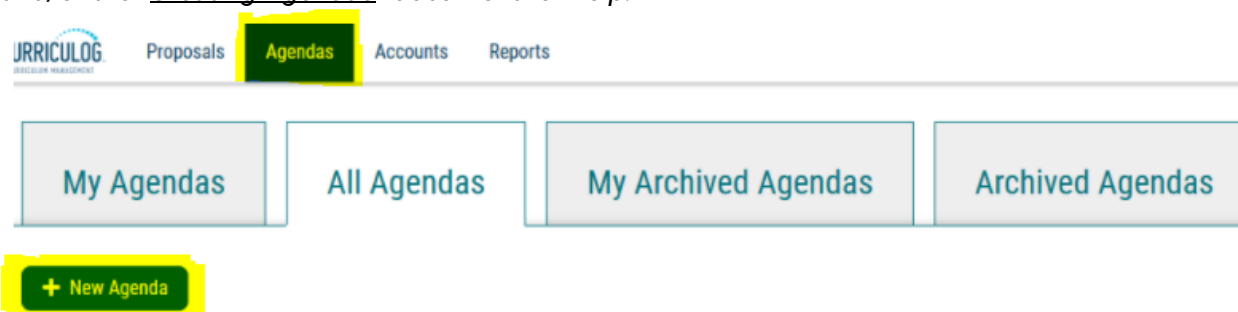 URRICULOG. Proposals Agendas Accounts Reports
My Agendas All Agendas My Archived Agendas Archived Agendas
+ New Agenda